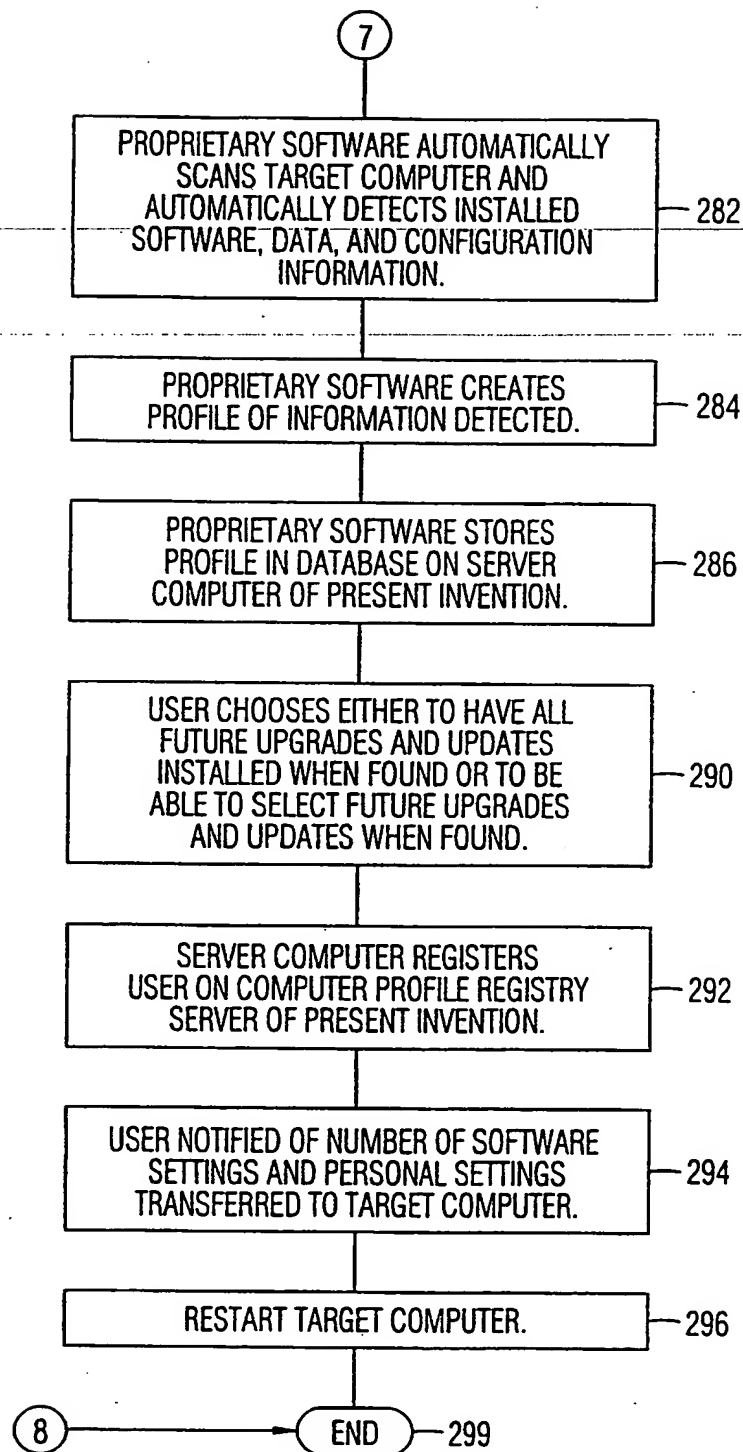 7
PROPRIETARY SOFTWARE AUTOMATICALLY
SCANS TARGET COMPUTER AND
AUTOMATICALLY DETECTS INSTALLED
SOFTWARE, DATA, AND CONFIGURATION
INFORMATION.
282
PROPRIETARY SOFTWARE CREATES
PROFILE OF INFORMATION DETECTED.
284
PROPRIETARY SOFTWARE STORES
PROFILE IN DATABASE ON SERVER
COMPUTER OF PRESENT INVENTION.
286
USER CHOOSES EITHER TO HAVE ALL
FUTURE UPGRADES AND UPDATES
INSTALLED WHEN FOUND OR TO BE
ABLE TO SELECT FUTURE UPGRADES
AND UPDATES WHEN FOUND.
290
SERVER COMPUTER REGISTERS
USER ON COMPUTER PROFILE REGISTRY
SERVER OF PRESENT INVENTION.
292
USER NOTIFIED OF NUMBER OF SOFTWARE
SETTINGS AND PERSONAL SETTINGS
TRANSFERRED TO TARGET COMPUTER.
294
RESTART TARGET COMPUTER.
296
8
END
299